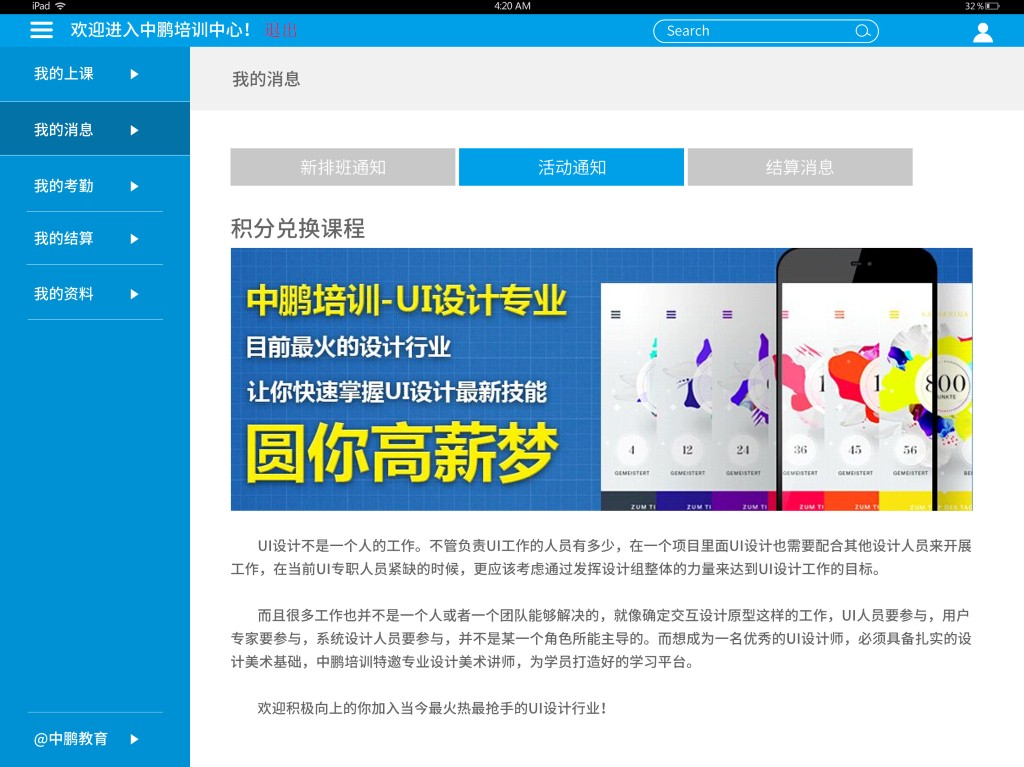 iPad 4:20 AM 32%
欢迎进入中鹏培训中心！ 退出 Search
我的上课
我的消息
我的考勤
我的结算
我的资料
@中鹏教育
我的消息
新排班通知 活动通知 结算消息
积分兑换课程
中鹏培训-UI设计专业
目前最火的设计行业
让你快速掌握UI设计最新技能
圆你高薪梦
4 12 24 36 45 56
GEMEISTERT GEMEISTERT GEMEISTERT GEMEISTERT GEMEISTERT GEMEISTERT
800
ZUM TI ZUM TI ZUM TI ZUM TI ZUM TI
UI设计不是一个人的工作。不管负责UI工作的人员有多少，在一个项目里面UI设计也需要配合其他设计人员来开展
工作，在当前UI专职人员紧缺的时候，更应该考虑通过发挥设计组整体的力量来达到UI设计工作的目标。
而且很多工作也并不是一个人或者一个团队能够解决的，就像确定交互设计原型这样的工作，UI人员要参与，用户
专家要参与，系统设计人员要参与，并不是某一个角色所能主导的。而想成为一名优秀的UI设计师，必须具备扎实的设
计美术基础，中鹏培训特邀专业设计美术讲师，为学员打造好的学习平台。
欢迎积极向上的你加入当今最火热最抢手的UI设计行业！